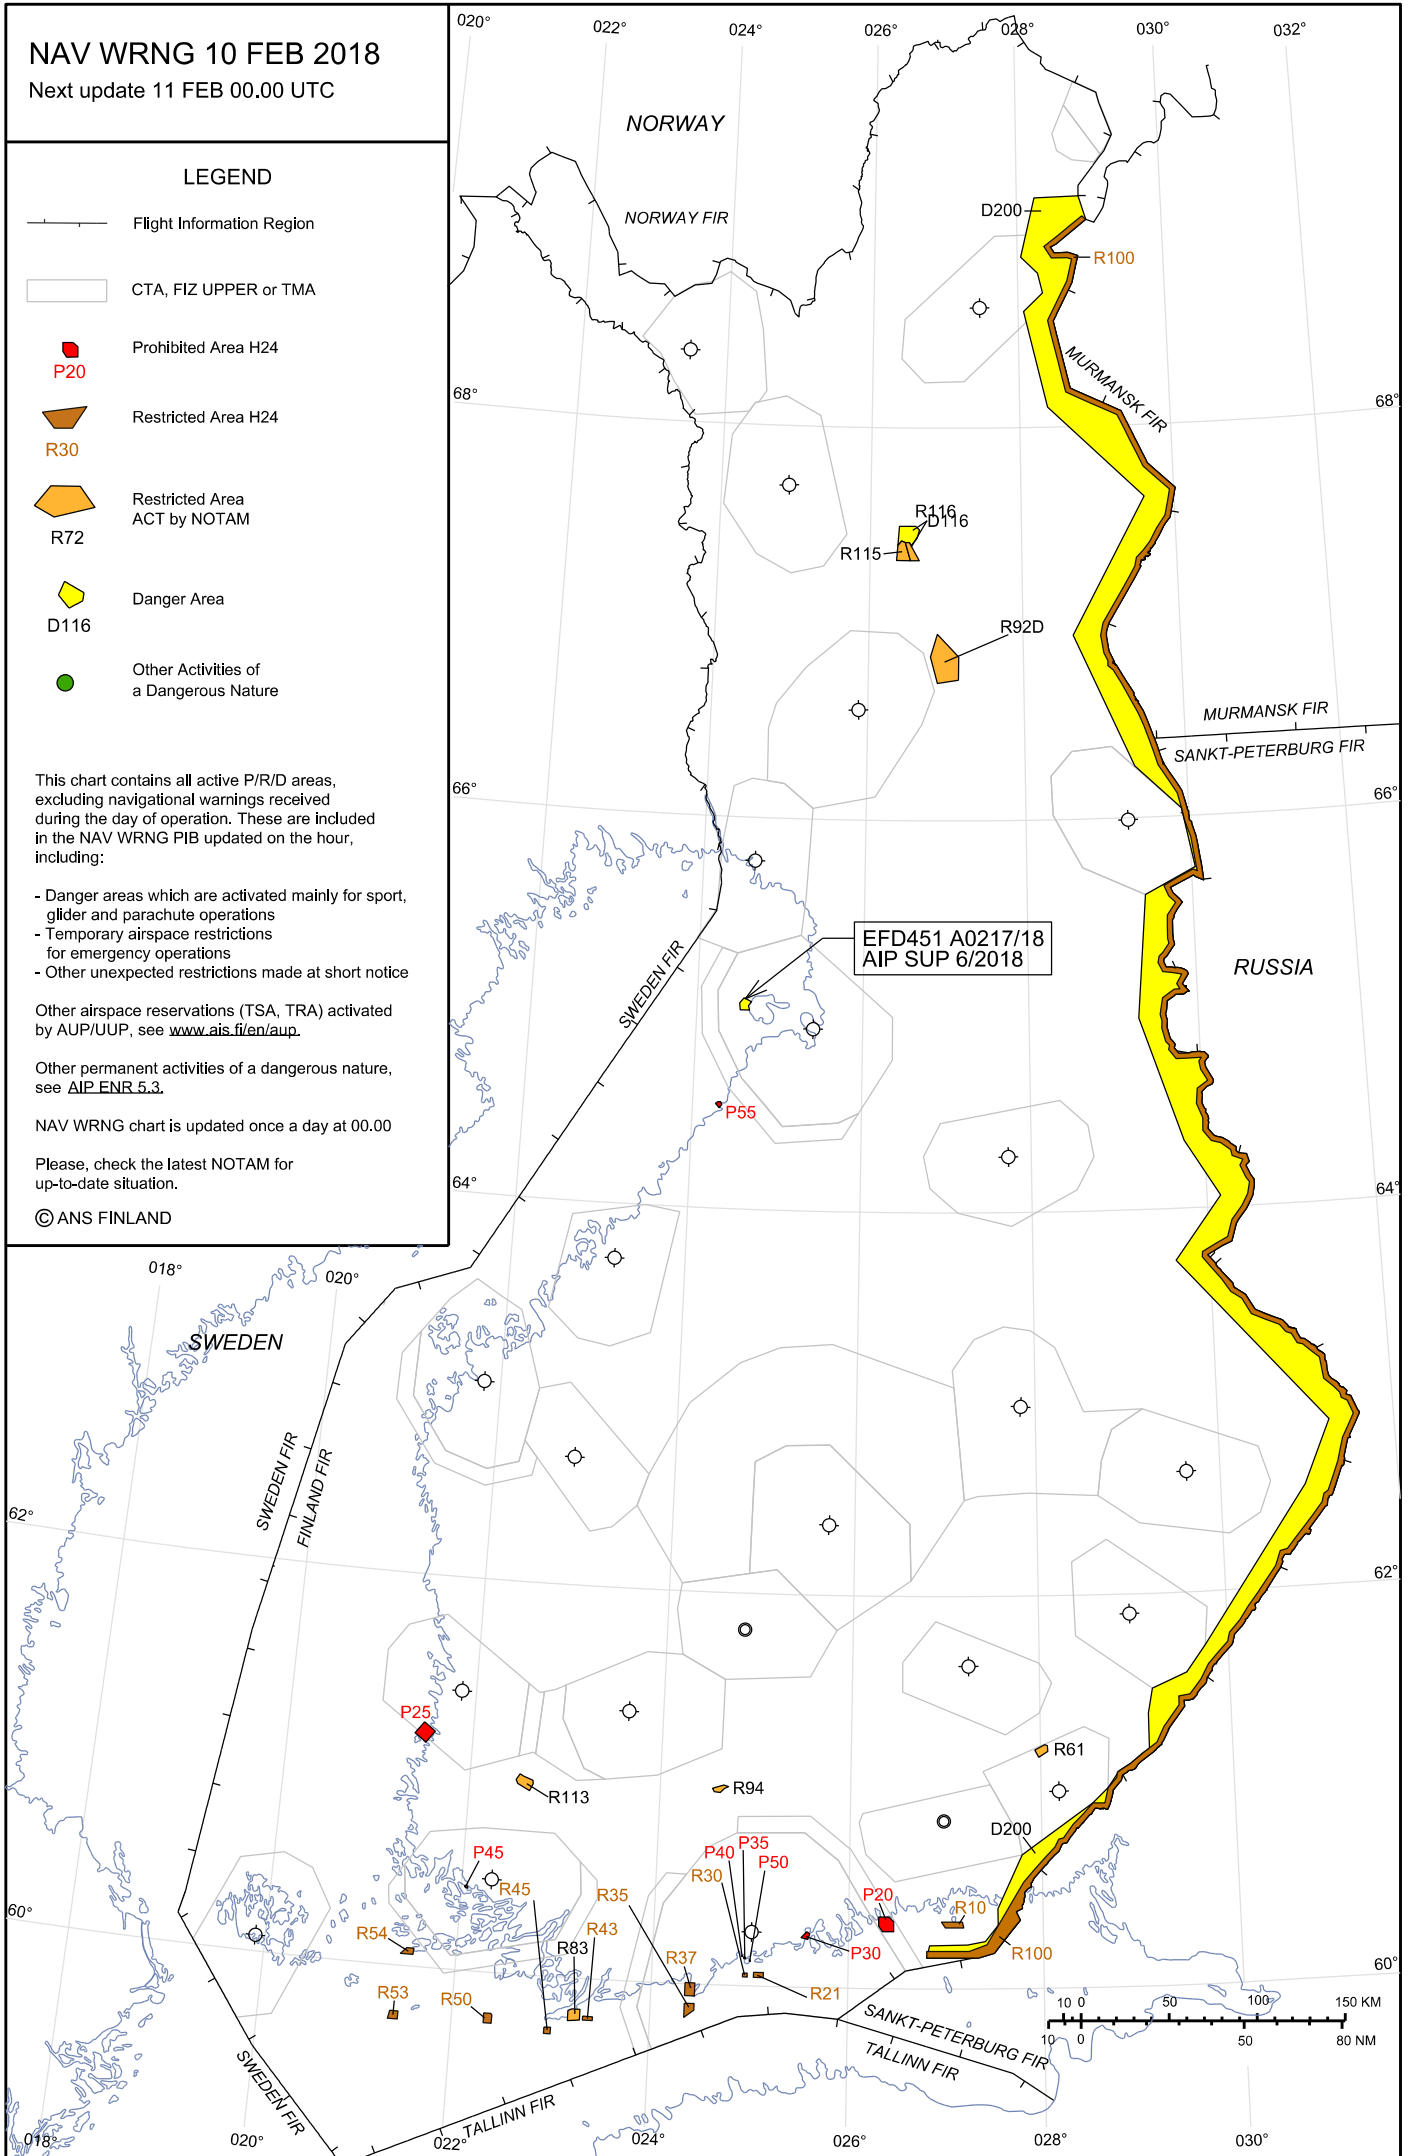 NAV WRNG 10 FEB 2018
Next update 11 FEB 00.00 UTC
LEGEND
Flight Information Region
CTA, FIZ UPPER or TMA
Prohibited Area H24
P20
Restricted Area H24
R30
Restricted Area
ACT by NOTAM
R72
Danger Area
D116
Other Activities of
a Dangerous Nature
This chart contains all active P/R/D areas,
excluding navigational warnings received
during the day of operation. These are included
in the NAV WRNG PIB updated on the hour,
including:
- Danger areas which are activated mainly for sport,
glider and parachute operations
- Temporary airspace restrictions
for emergency operations
- Other unexpected restrictions made at short notice
Other airspace reservations (TSA, TRA) activated
by AUP/UUP, see www.ais.fi/en/aup.
Other permanent activities of a dangerous nature,
see AIP ENR 5.3.
NAV WRNG chart is updated once a day at 00.00
Please, check the latest NOTAM for
up-to-date situation.
© ANS FINLAND
020° 022° 024° 026° 028° 030° 032°
NORWAY
NORWAY FIR
D200
R100
MURMANSK FIR
68° 68°
R116
D116
R115
R92D
MURMANSK FIR
SANKT-PETERBURG FIR
66° 66°
EFD451 A0217/18
AIP SUP 6/2018
RUSSIA
SWEDEN FIR
P55
64° 64°
018° 020°
SWEDEN
SWEDEN FIR
FINLAND FIR
62° 62°
P25
R61
R113
R94
D200
P45
P40
P35
P50
R30
R45
R35
P20
R10
R54
R83
R43
R37
P30
R100
R53
R50
R21
60° 60°
10 0 50 100 150 KM
10 0 50 80 NM
SANKT-PETERBURG FIR
TALLINN FIR
SWEDEN FIR
TALLINN FIR
018° 020° 022° 024° 026° 028° 030°